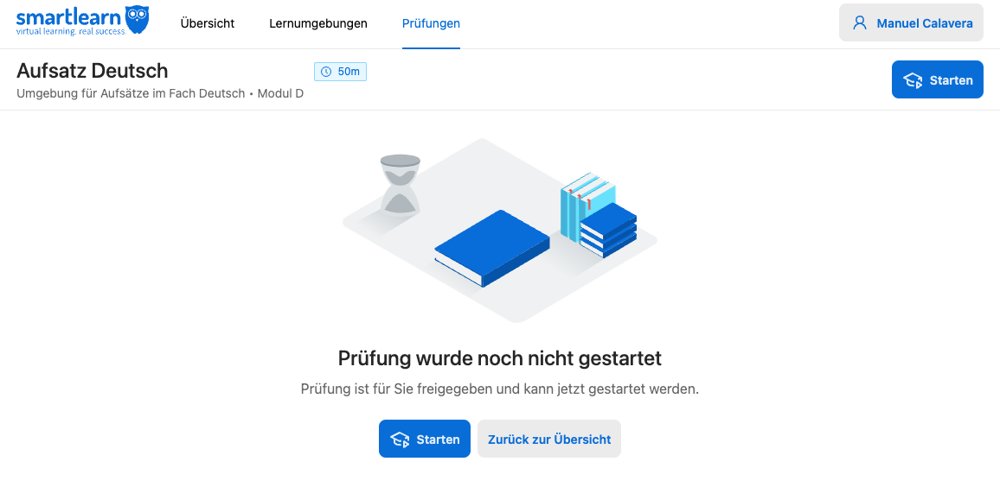 smartlearn
virtual learning. real success.
Übersicht
Lernumgebungen
Prüfungen
Manuel Calavera
Aufsatz Deutsch
50m
Umgebung für Aufsätze im Fach Deutsch • Modul D
Starten
Prüfung wurde noch nicht gestartet
Prüfung ist für Sie freigegeben und kann jetzt gestartet werden.
Starten
Zurück zur Übersicht